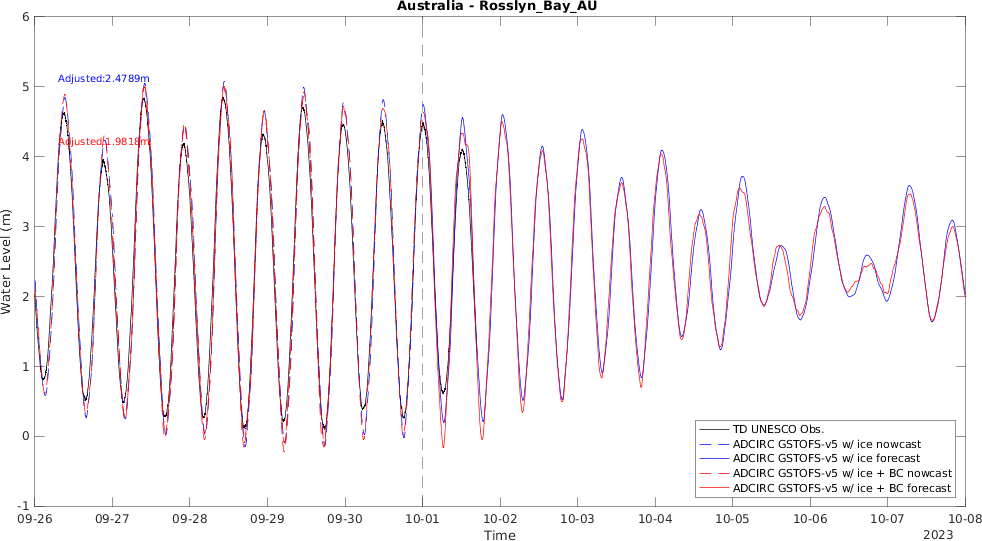 Australia - Rosslyn_Bay_AU
6
5
4
3
2
1
0
-1
Water Level (m)
Adjusted:2.4789m
Adjusted:1.9818m
TD UNESCO Obs.
ADCIRC GSTOFS-v5 w/ ice nowcast
ADCIRC GSTOFS-v5 w/ ice forecast
ADCIRC GSTOFS-v5 w/ ice + BC nowcast
ADCIRC GSTOFS-v5 w/ ice + BC forecast
09-26 09-27 09-28 09-29 09-30 10-01 10-02 10-03 10-04 10-05 10-06 10-07 10-08
Time
2023